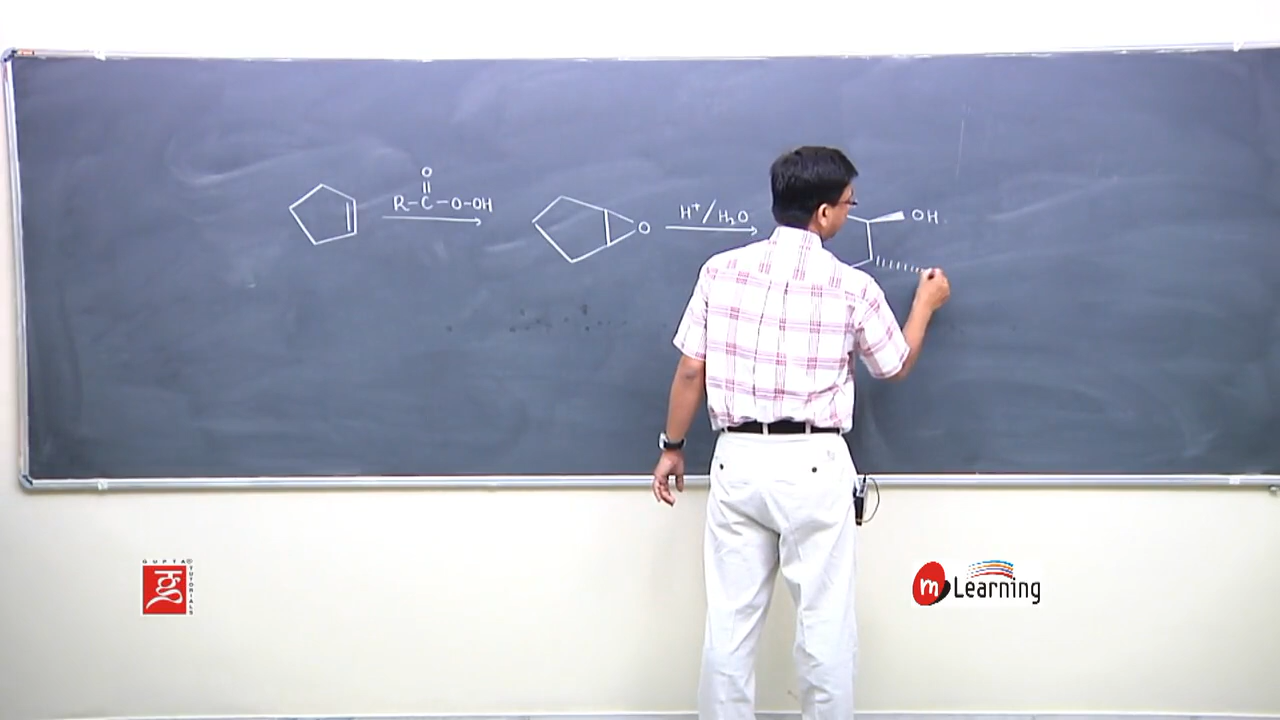 O
R-C-O-OH
O
H⁺/H₂O
OH
GUPTA®
TUTORIALS
m Learning